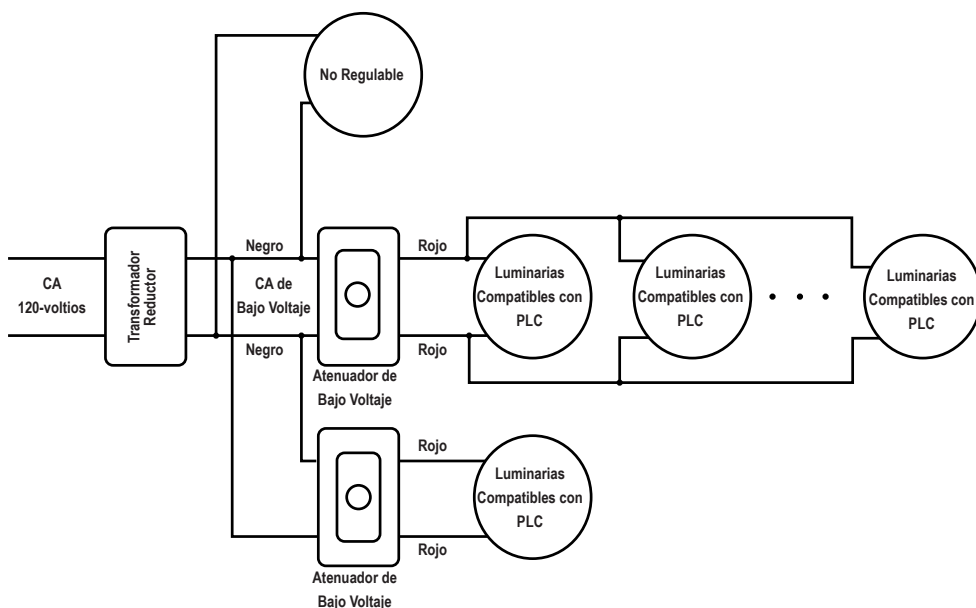 No Regulable
CA
120-voltios
Transformador
Reductor
Negro
CA de
Bajo Voltaje
Negro
Rojo
Rojo
Atenuador de
Bajo Voltaje
Luminarias
Compatibles con
PLC
Luminarias
Compatibles con
PLC
Luminarias
Compatibles con
PLC
Rojo
Rojo
Atenuador de
Bajo Voltaje
Luminarias
Compatibles con
PLC